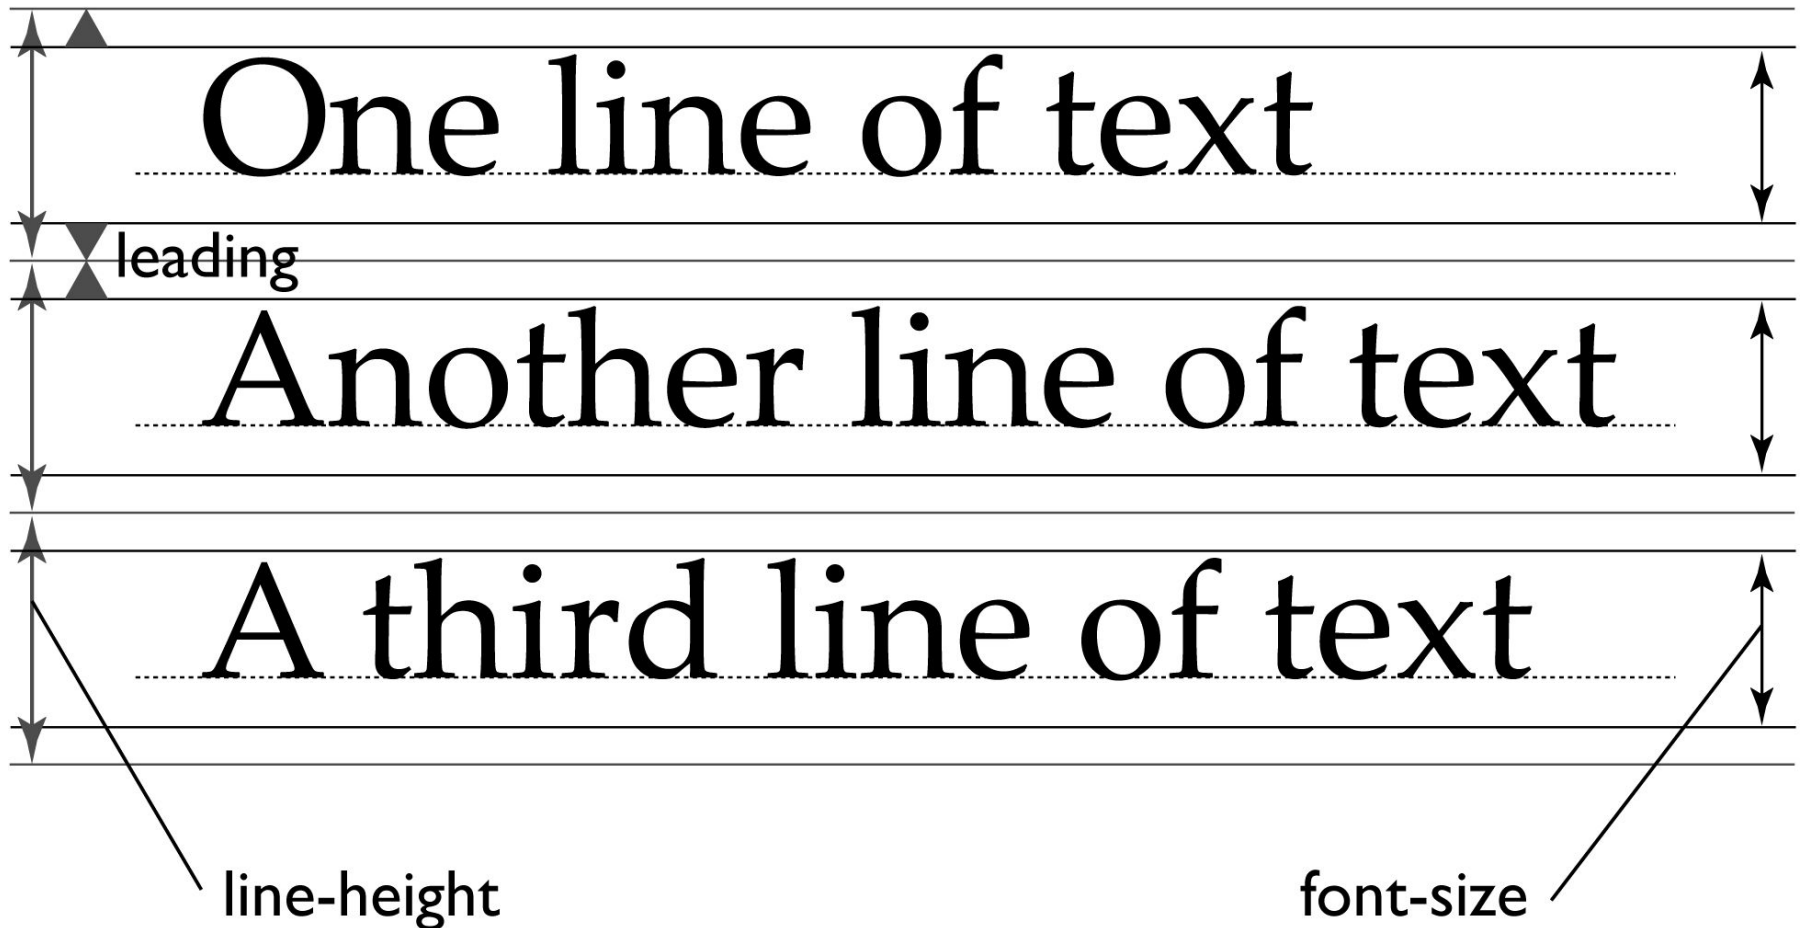 One line of text
leading
Another line of text
A third line of text
line-height
font-size